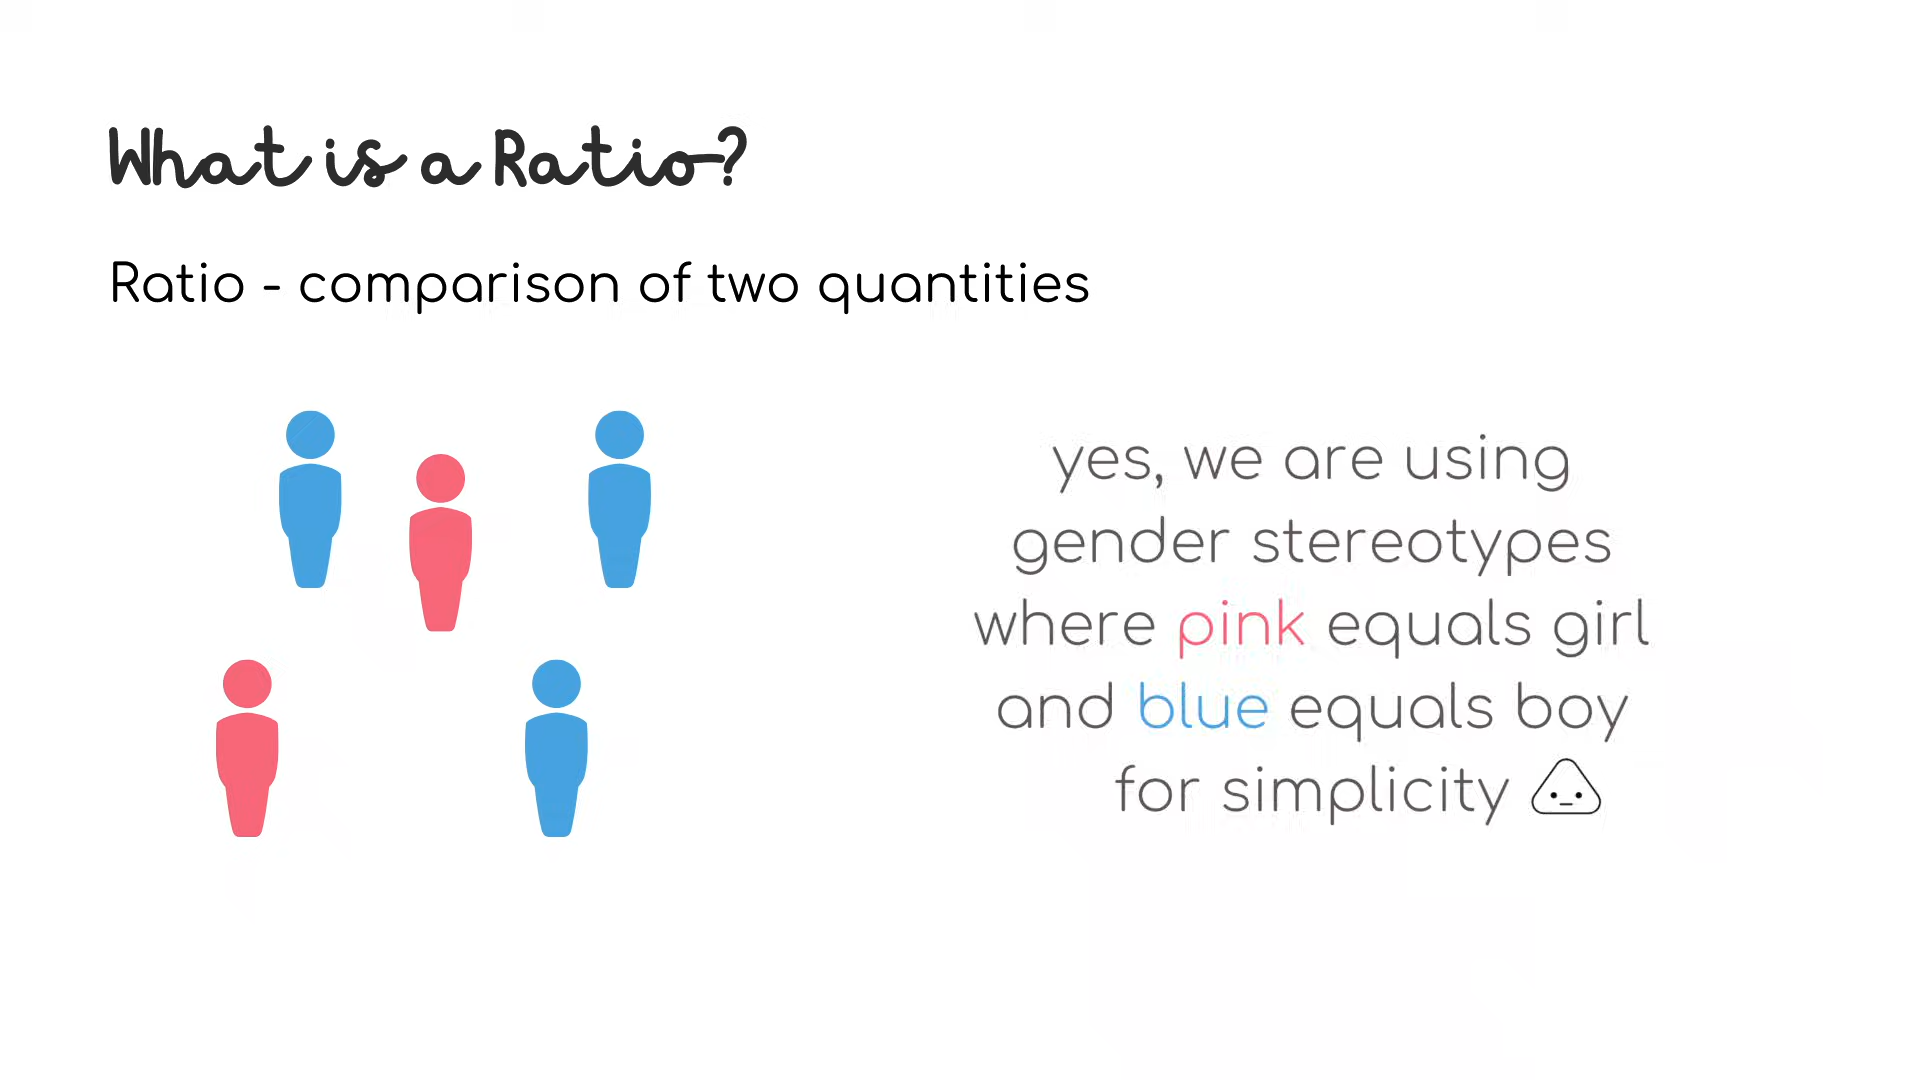 What is a Ratio?
Ratio - comparison of two quantities
yes, we are using
gender stereotypes
where pink equals girl
and blue equals boy
for simplicity